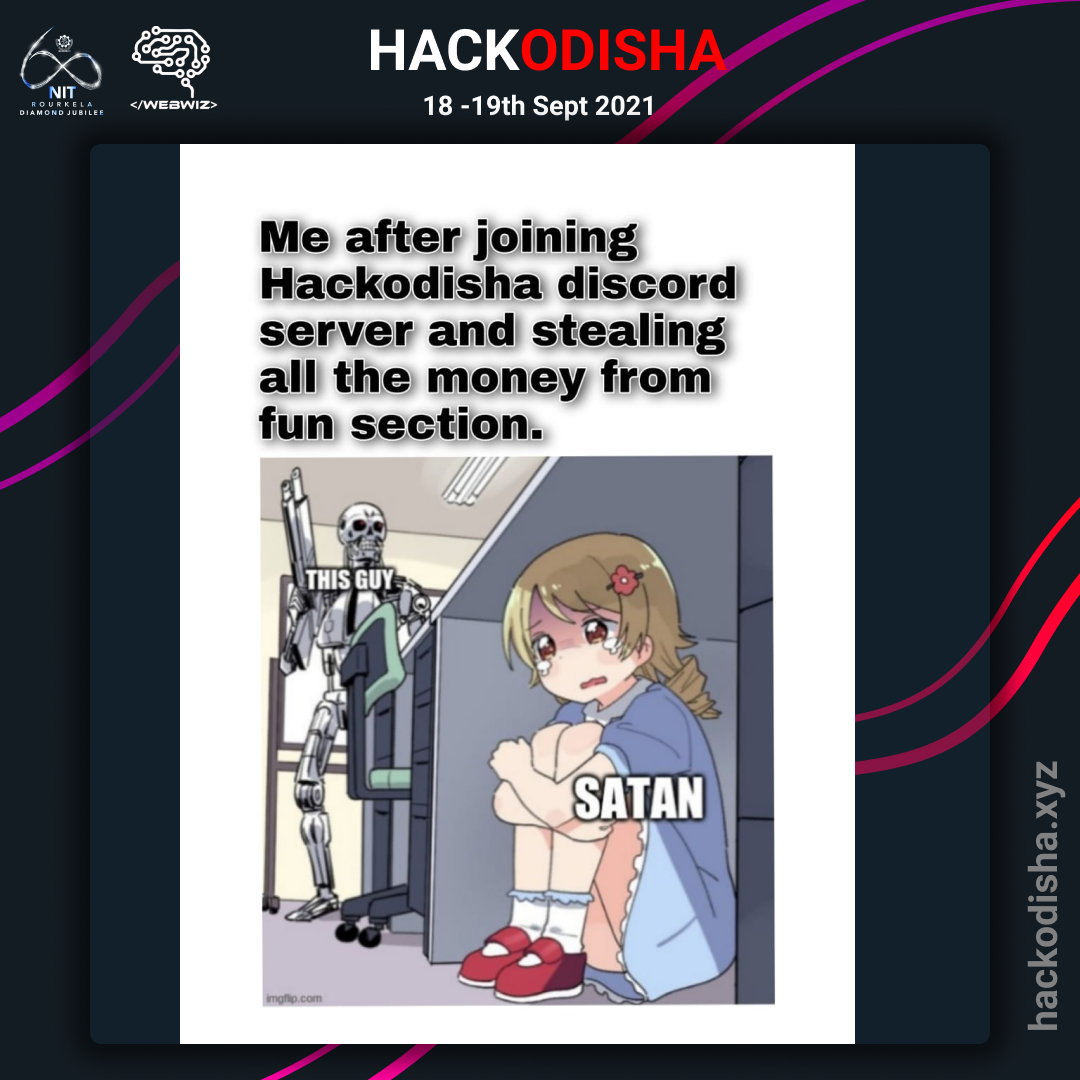 NIT
ROURKELA
DIAMOND JUBILEE
</WEBWIZ>
HACKODISHA
18 -19th Sept 2021
Me after joining
Hackodisha discord
server and stealing
all the money from
fun section.
THIS GUY
SATAN
imgflip.com
hackodisha.xyz